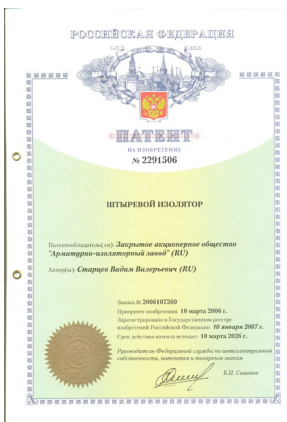 РОССИЙСКАЯ ФЕДЕРАЦИЯ
ПАТЕНТ
НА ИЗОБРЕТЕНИЕ
№ 2291506
ШТЫРЕВОЙ ИЗОЛЯТОР
Патентообладатель(ли): Закрытое акционерное общество
"Арматурно-изоляторный завод" (RU)
Автор(ы): Старцев Вадим Валерьевич (RU)
Заявка № 2006107260
Приоритет изобретения 10 марта 2006 г.
Зарегистрировано в Государственном реестре
изобретений Российской Федерации 10 января 2007 г.
Срок действия патента истекает 10 марта 2026 г.
Руководитель Федеральной службы по интеллектуальной
собственности, патентам и товарным знакам
Б.П. Симонов